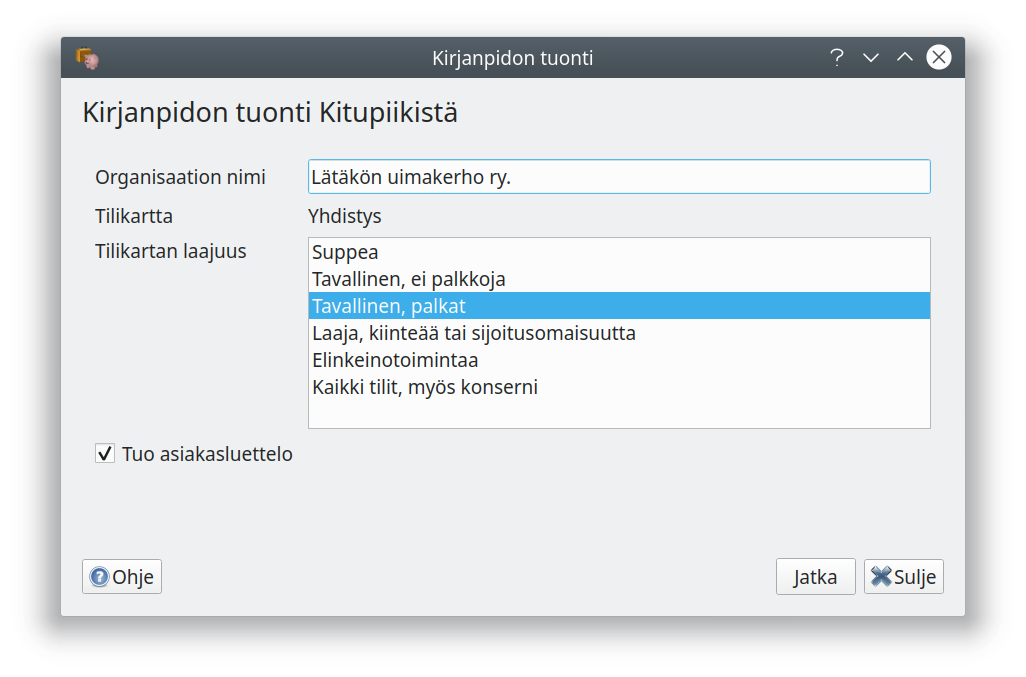 Kirjanpidon tuonti
Kirjanpidon tuonti Kitupiikistä
Organisaation nimi Lätäkön uimakerho ry.
Tilikartta Yhdistys
Tilikartan laajuus Suppea
Tavallinen, ei palkkoja
Tavallinen, palkat
Laaja, kiinteää tai sijoitusomaisuutta
Elinkeinotoimintaa
Kaikki tilit, myös konserni
Tuo asiakasluettelo
Ohje Jatka Sulje